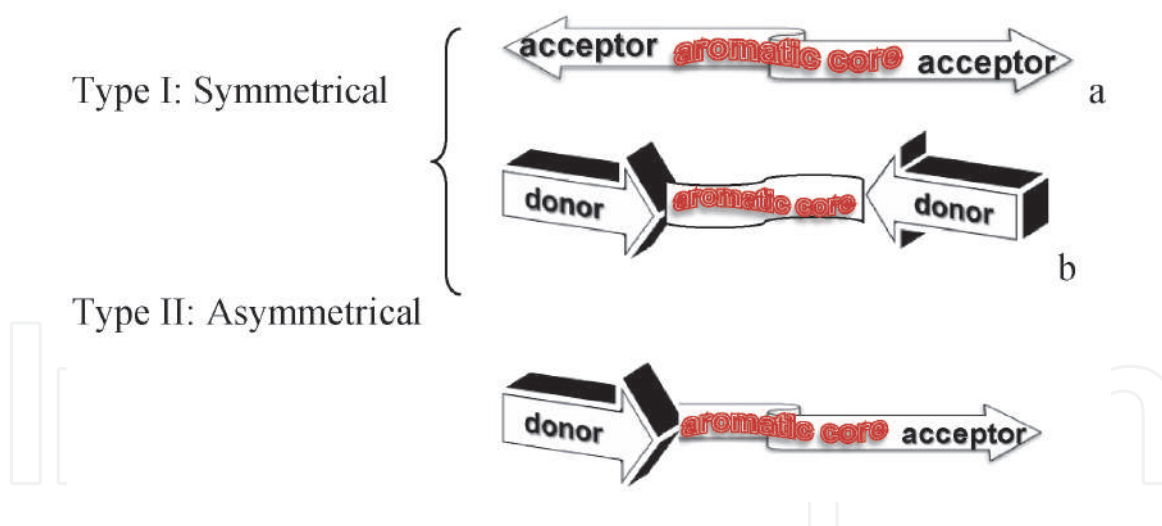 acceptor aromatic core acceptor
Type I: Symmetrical
a
donor aromatic core donor
b
Type II: Asymmetrical
donor aromatic core acceptor